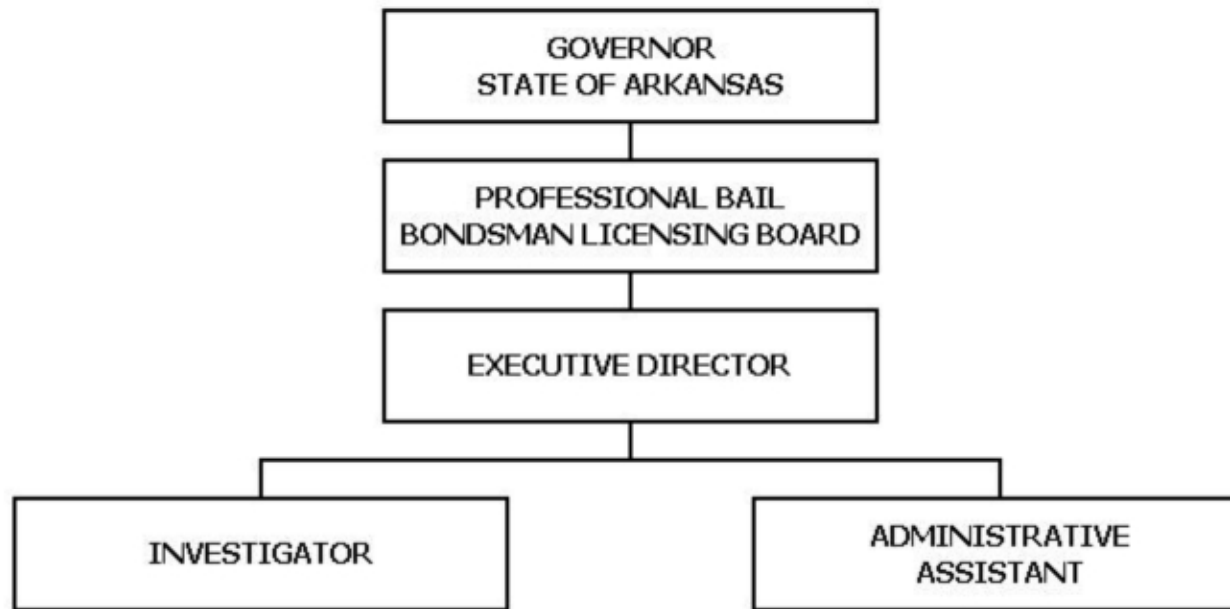 GOVERNOR
STATE OF ARKANSAS
PROFESSIONAL BAIL
BONDSMAN LICENSING BOARD
EXECUTIVE DIRECTOR
INVESTIGATOR
ADMINISTRATIVE
ASSISTANT